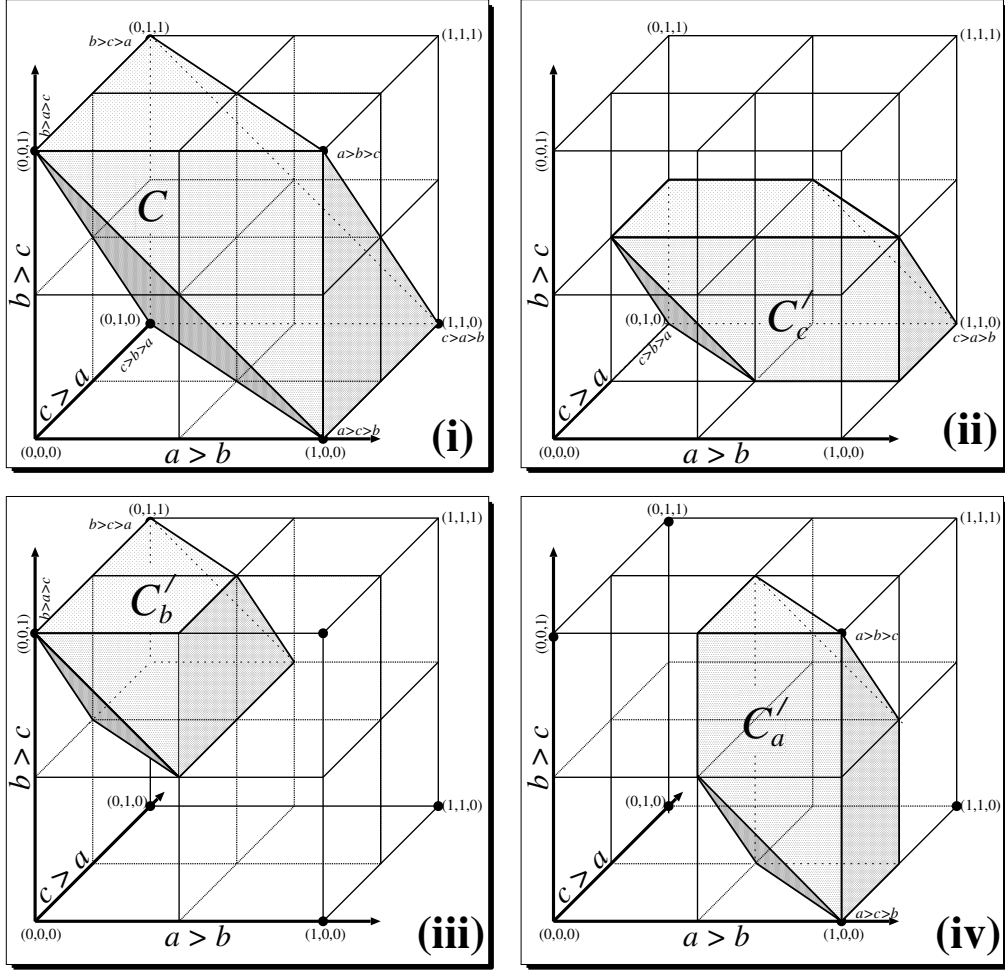 (0,1,1)
b>c>a
(1,1,1)
b>a>c
(0,0,1)
a>b>c
C
b > c
(0,1,0)
c>b>a
(1,1,0)
c>a>b
c > a
a>c>b
(i)
(0,0,0)
a > b
(1,0,0)
(0,1,1)
(1,1,1)
(0,0,1)
b > c
C′c
(0,1,0)
c>b>a
(1,1,0)
c>a>b
c > a
(ii)
(0,0,0)
a > b
(1,0,0)
(0,1,1)
b>c>a
(1,1,1)
b>a>c
C′b
(0,0,1)
b > c
(0,1,0)
(1,1,0)
c > a
(iii)
(0,0,0)
a > b
(1,0,0)
(0,1,1)
(1,1,1)
(0,0,1)
a>b>c
C′a
b > c
(0,1,0)
(1,1,0)
c > a
a>c>b
(iv)
(0,0,0)
a > b
(1,0,0)